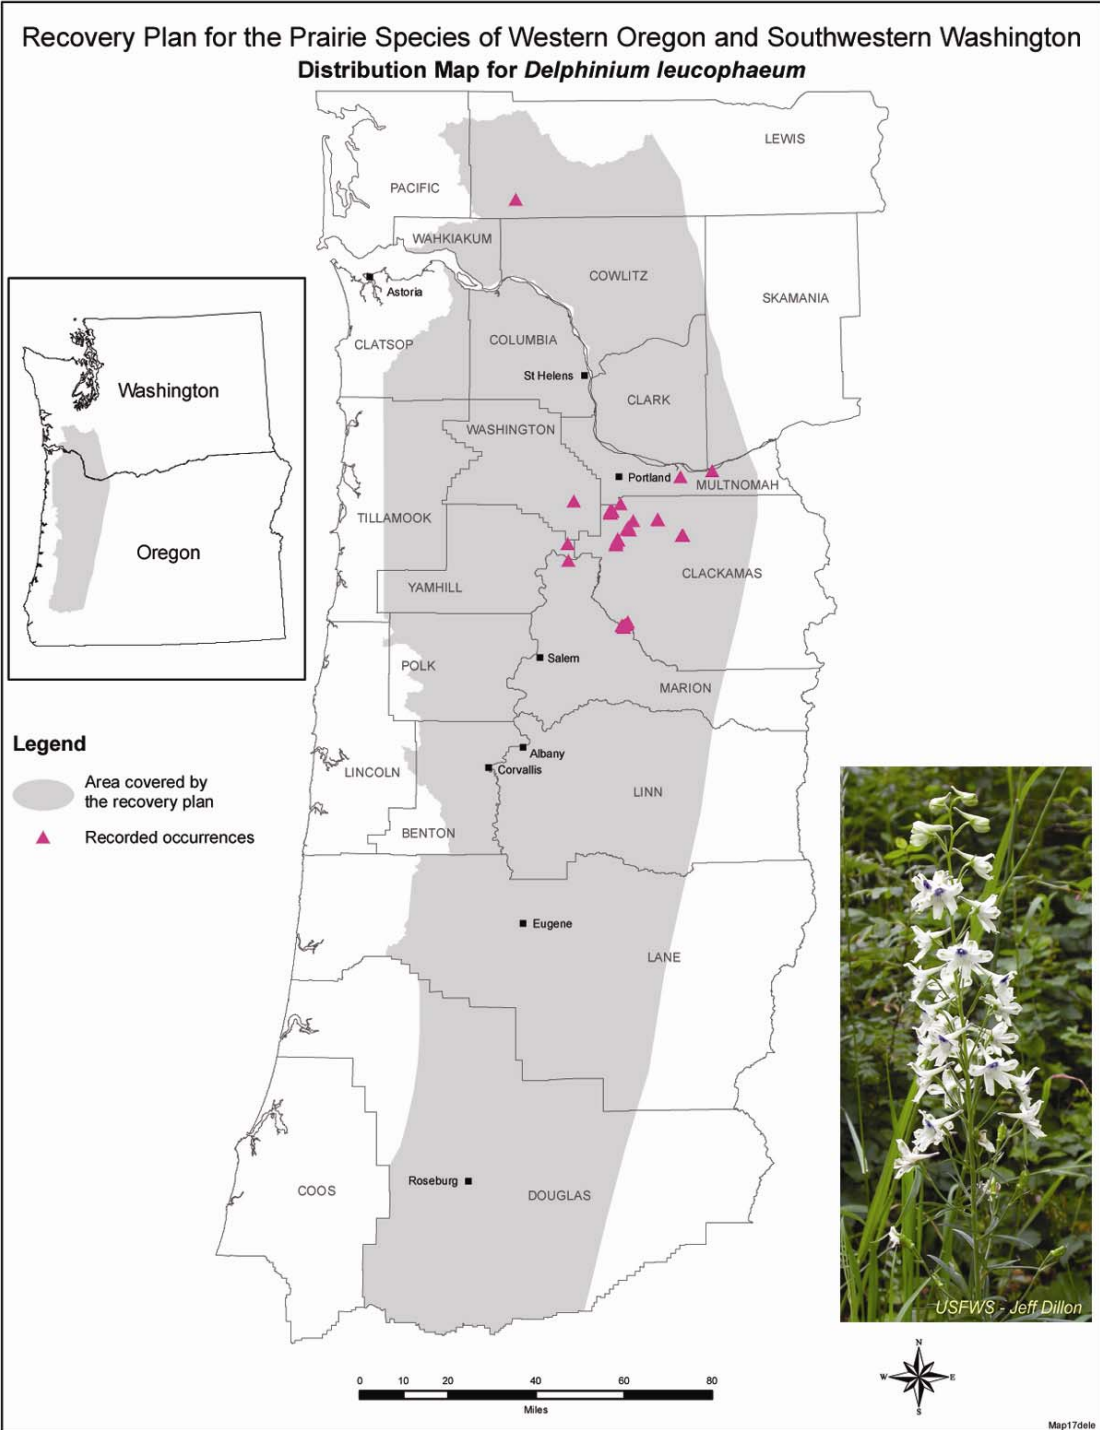 Recovery Plan for the Prairie Species of Western Oregon and Southwestern Washington
Distribution Map for Delphinium leucophaeum
LEWIS
PACIFIC
WAHKIAKUM
COWLITZ
SKAMANIA
Astoria
CLATSOP
COLUMBIA
St Helens
CLARK
WASHINGTON
Portland
MULTNOMAH
TILLAMOOK
CLACKAMAS
YAMHILL
Salem
POLK
MARION
Albany
Corvallis
LINCOLN
LINN
BENTON
Eugene
LANE
Roseburg
COOS
DOUGLAS
Washington
Oregon
Legend
Area covered by
the recovery plan
Recorded occurrences
USFWS - Jeff Dillon
N
W E
S
0 10 20 40 60 80
Miles
Map17dele